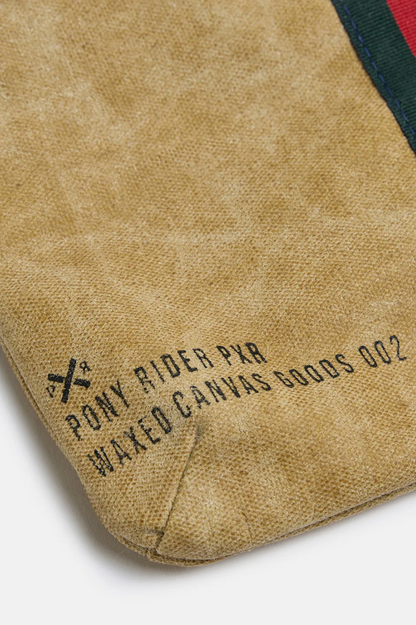 P X R
PONY RIDER PXR
WAXED CANVAS GOODS 002